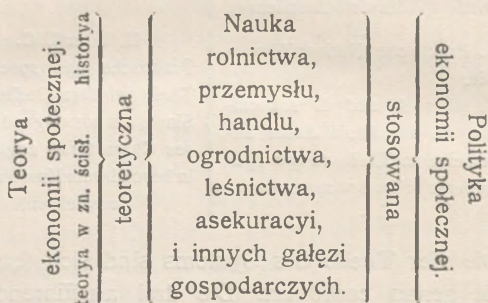 Teorya
ekonomii społecznej.
teorya w zn. ścisł. historya
teoretyczna
Nauka
rolnictwa,
przemysłu,
handlu,
ogrodnictwa,
leśnictwa,
asekuracyi,
i innych gałęzi
gospodarczych.
stosowana
Polityka
ekonomii społecznej.